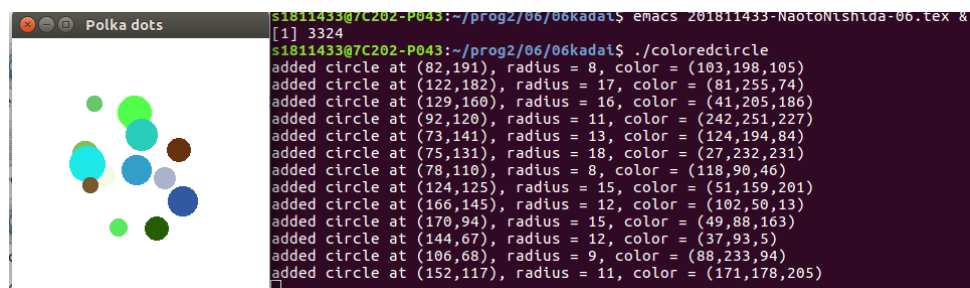 Polka dots
s1811433@7C202-P043:~/prog2/06/06kadai$ emacs 201811433-NaotoNishida-06.tex &
[1] 3324
s1811433@7C202-P043:~/prog2/06/06kadai$ ./coloredcircle
added circle at (82,191), radius = 8, color = (103,198,105)
added circle at (122,182), radius = 17, color = (81,255,74)
added circle at (129,160), radius = 16, color = (41,205,186)
added circle at (92,120), radius = 11, color = (242,251,227)
added circle at (73,141), radius = 13, color = (124,194,84)
added circle at (75,131), radius = 18, color = (27,232,231)
added circle at (78,110), radius = 8, color = (118,90,46)
added circle at (124,125), radius = 15, color = (51,159,201)
added circle at (166,145), radius = 12, color = (102,50,13)
added circle at (170,94), radius = 15, color = (49,88,163)
added circle at (144,67), radius = 12, color = (37,93,5)
added circle at (106,68), radius = 9, color = (88,233,94)
added circle at (152,117), radius = 11, color = (171,178,205)